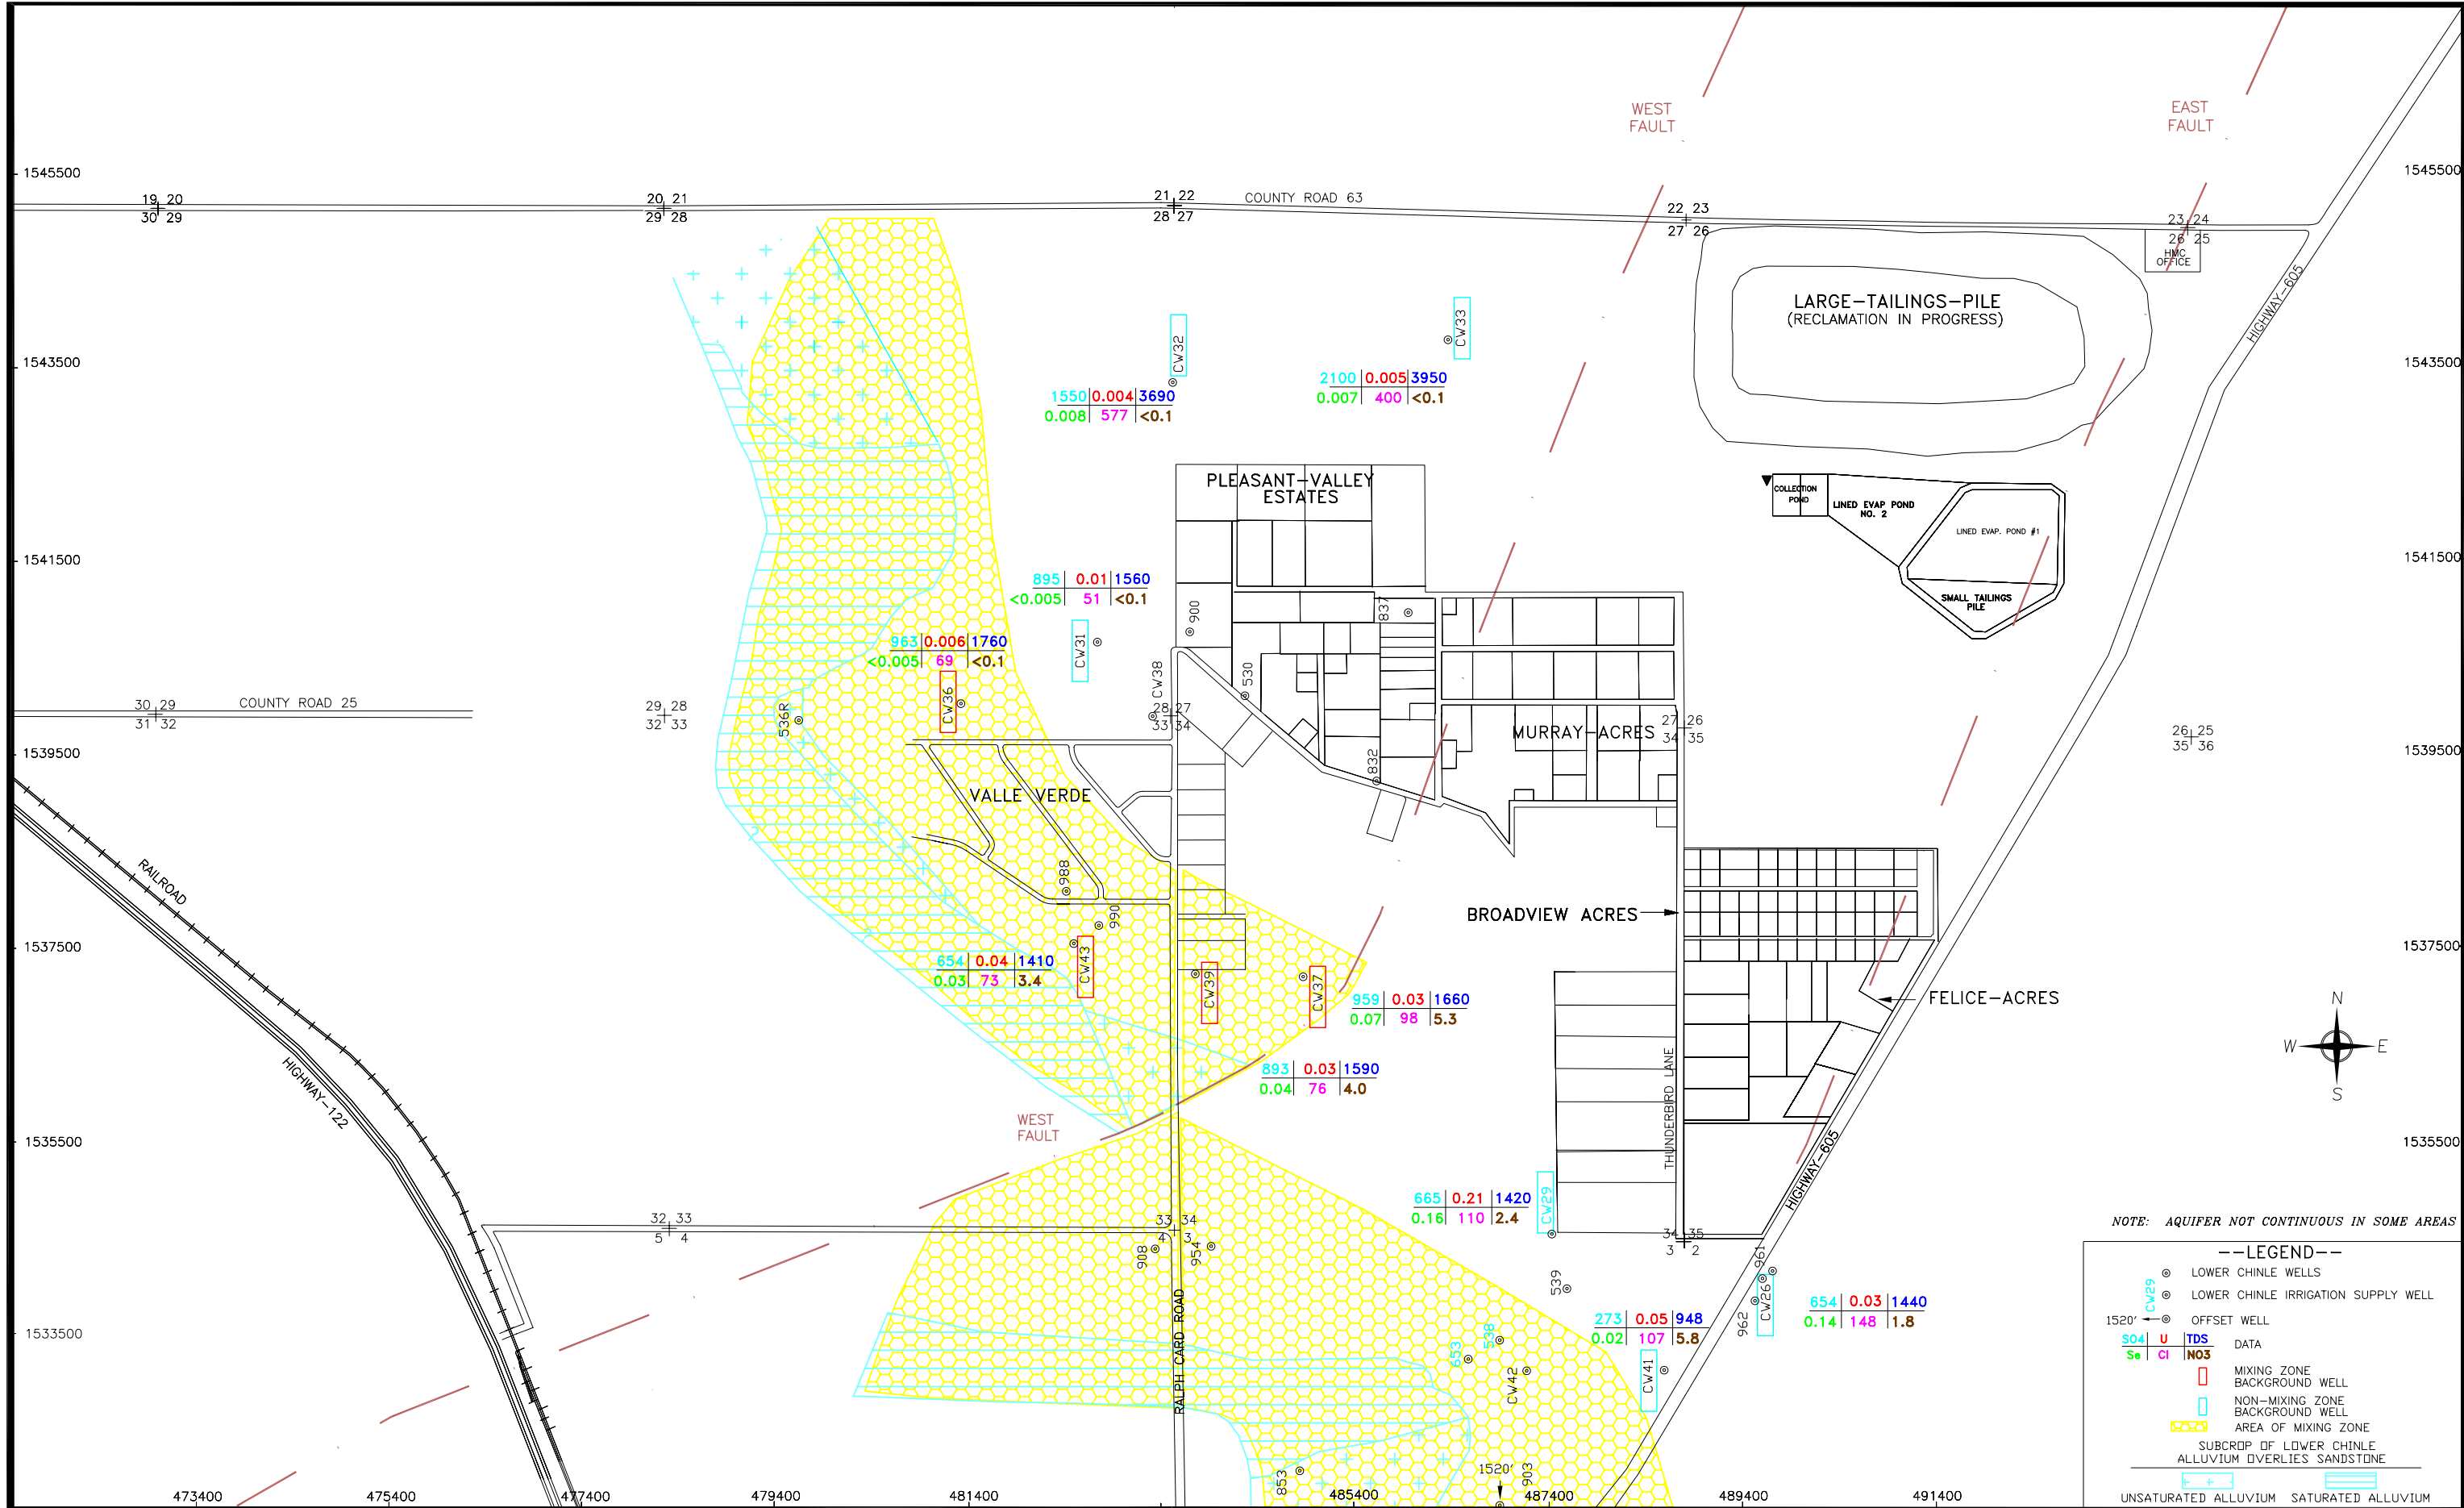 WEST
FAULT
EAST
FAULT
1545500
1545500
19 20
30 29
20 21
29 28
21 22
28 27
COUNTY ROAD 63
22 23
27 26
23 24
26 25
HMC
OFFICE
HIGHWAY-605
LARGE-TAILINGS-PILE
(RECLAMATION IN PROGRESS)
CW32
CW33
1543500
1543500
1550 0.004 3690
0.008 577 <0.1
2100 0.005 3950
0.007 400 <0.1
PLEASANT-VALLEY
ESTATES
COLLECTION
POND
LINED EVAP POND
NO. 2
LINED EVAP. POND #1
SMALL TAILINGS
PILE
1541500
1541500
895 0.01 1560
<0.005 51 <0.1
963 0.006 1760
<0.005 69 <0.1
CW31
900
837
CW36
CW38
530
536R
30 29
31 32
COUNTY ROAD 25
29 28
32 33
28 27
33 34
MURRAY-ACRES
27 26
34 35
26 25
35 36
1539500
1539500
832
VALLE VERDE
RAILROAD
988
990
BROADVIEW ACRES
1537500
1537500
654 0.04 1410
0.03 73 3.4
CW43
CW39
CW37
959 0.03 1660
0.07 98 5.3
FELICE-ACRES
N
W E
S
HIGHWAY-122
893 0.03 1590
0.04 76 4.0
THUNDERBIRD LANE
WEST
FAULT
1535500
1535500
HIGHWAY-605
665 0.21 1420
0.16 110 2.4
CW29
32 33
5 4
33 34
4 3
34 35
3 2
908
954
539
961
CW26
962
654 0.03 1440
0.14 148 1.8
273 0.05 948
0.02 107 5.8
1533500
RALPH CARD ROAD
653
538
CW42
CW41
853
1520'
903
473400
475400
477400
479400
481400
485400
487400
489400
491400
NOTE: AQUIFER NOT CONTINUOUS IN SOME AREAS
--LEGEND--
LOWER CHINLE WELLS
CW29
LOWER CHINLE IRRIGATION SUPPLY WELL
1520' OFFSET WELL
SO4 U TDS
Se Cl NO3
DATA
MIXING ZONE
BACKGROUND WELL
NON-MIXING ZONE
BACKGROUND WELL
AREA OF MIXING ZONE
SUBCROP OF LOWER CHINLE
ALLUVIUM OVERLIES SANDSTONE
UNSATURATED ALLUVIUM SATURATED ALLUVIUM